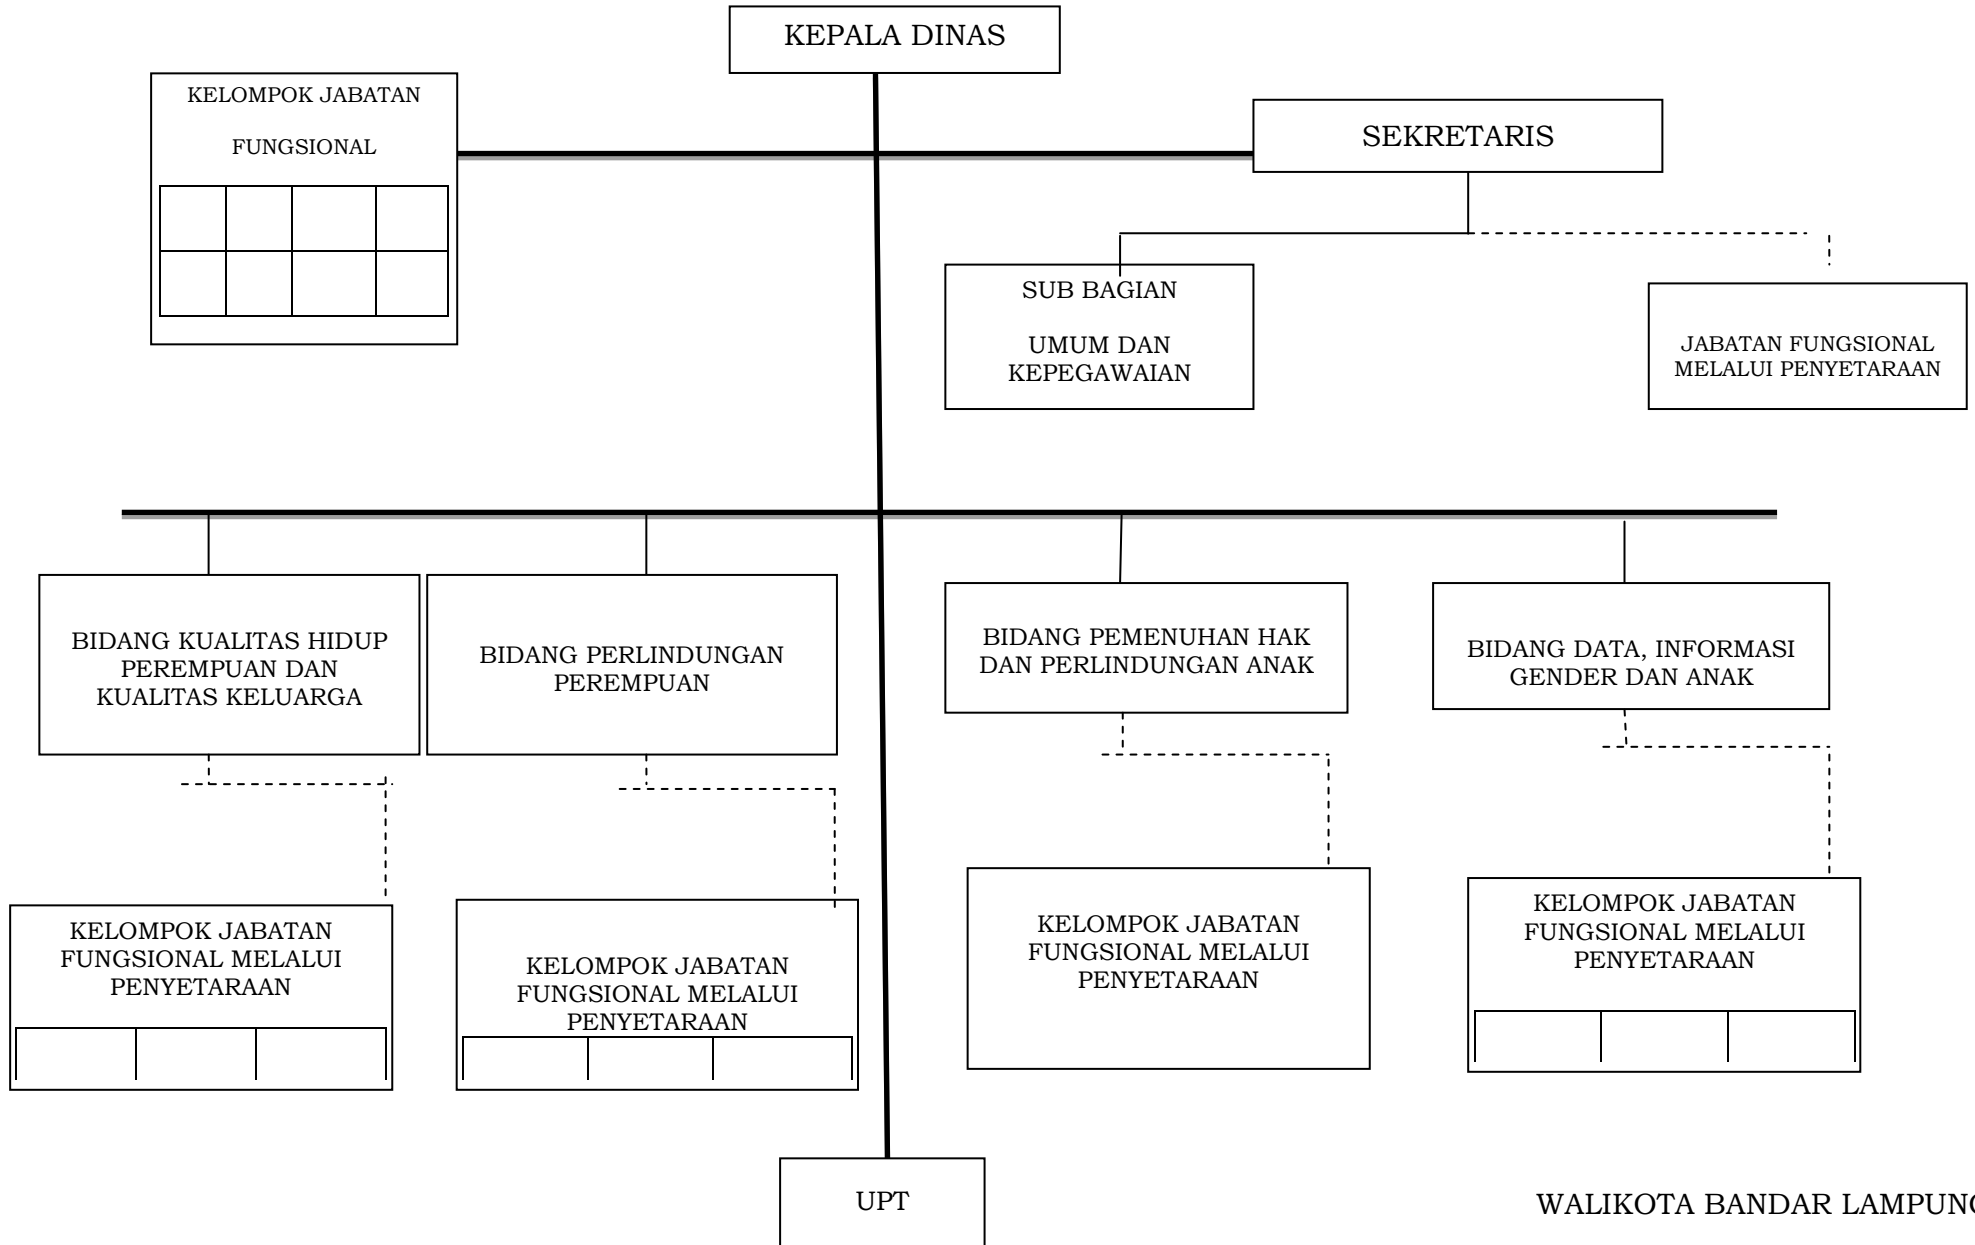 KEPALA DINAS
KELOMPOK JABATAN
FUNGSIONAL
SEKRETARIS
SUB BAGIAN
UMUM DAN
KEPEGAWAIAN
JABATAN FUNGSIONAL
MELALUI PENYETARAAN
BIDANG KUALITAS HIDUP
PEREMPUAN DAN
KUALITAS KELUARGA
BIDANG PERLINDUNGAN
PEREMPUAN
BIDANG PEMENUHAN HAK
DAN PERLINDUNGAN ANAK
BIDANG DATA, INFORMASI
GENDER DAN ANAK
KELOMPOK JABATAN
FUNGSIONAL MELALUI
PENYETARAAN
KELOMPOK JABATAN
FUNGSIONAL MELALUI
PENYETARAAN
KELOMPOK JABATAN
FUNGSIONAL MELALUI
PENYETARAAN
KELOMPOK JABATAN
FUNGSIONAL MELALUI
PENYETARAAN
UPT
WALIKOTA BANDAR LAMPUNG